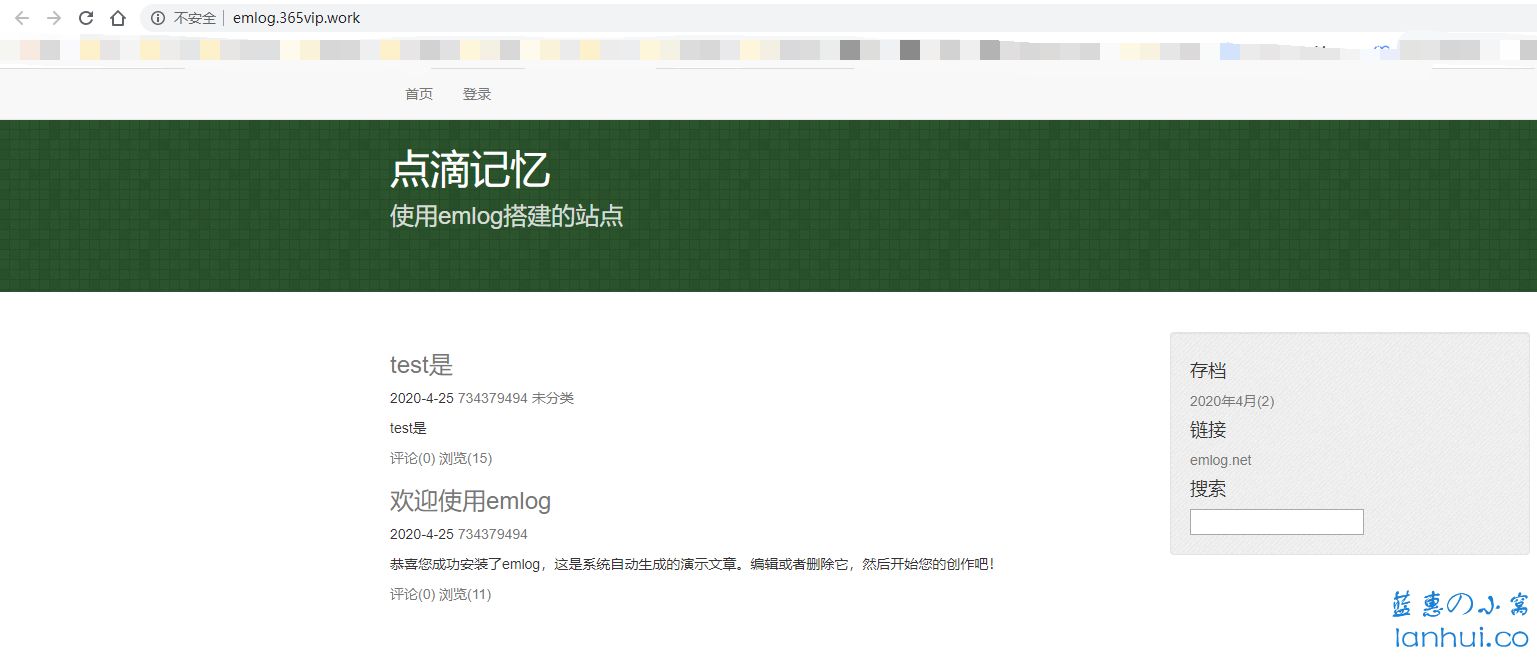 不安全 emlog.365vip.work
首页 登录
点滴记忆
使用emlog搭建的站点
test是
2020-4-25 734379494 未分类
test是
评论(0) 浏览(15)
欢迎使用emlog
2020-4-25 734379494
恭喜您成功安装了emlog，这是系统自动生成的演示文章。编辑或者删除它，然后开始您的创作吧！
评论(0) 浏览(11)
存档
2020年4月(2)
链接
emlog.net
搜索
蓝惠の小窝
lanhui.co